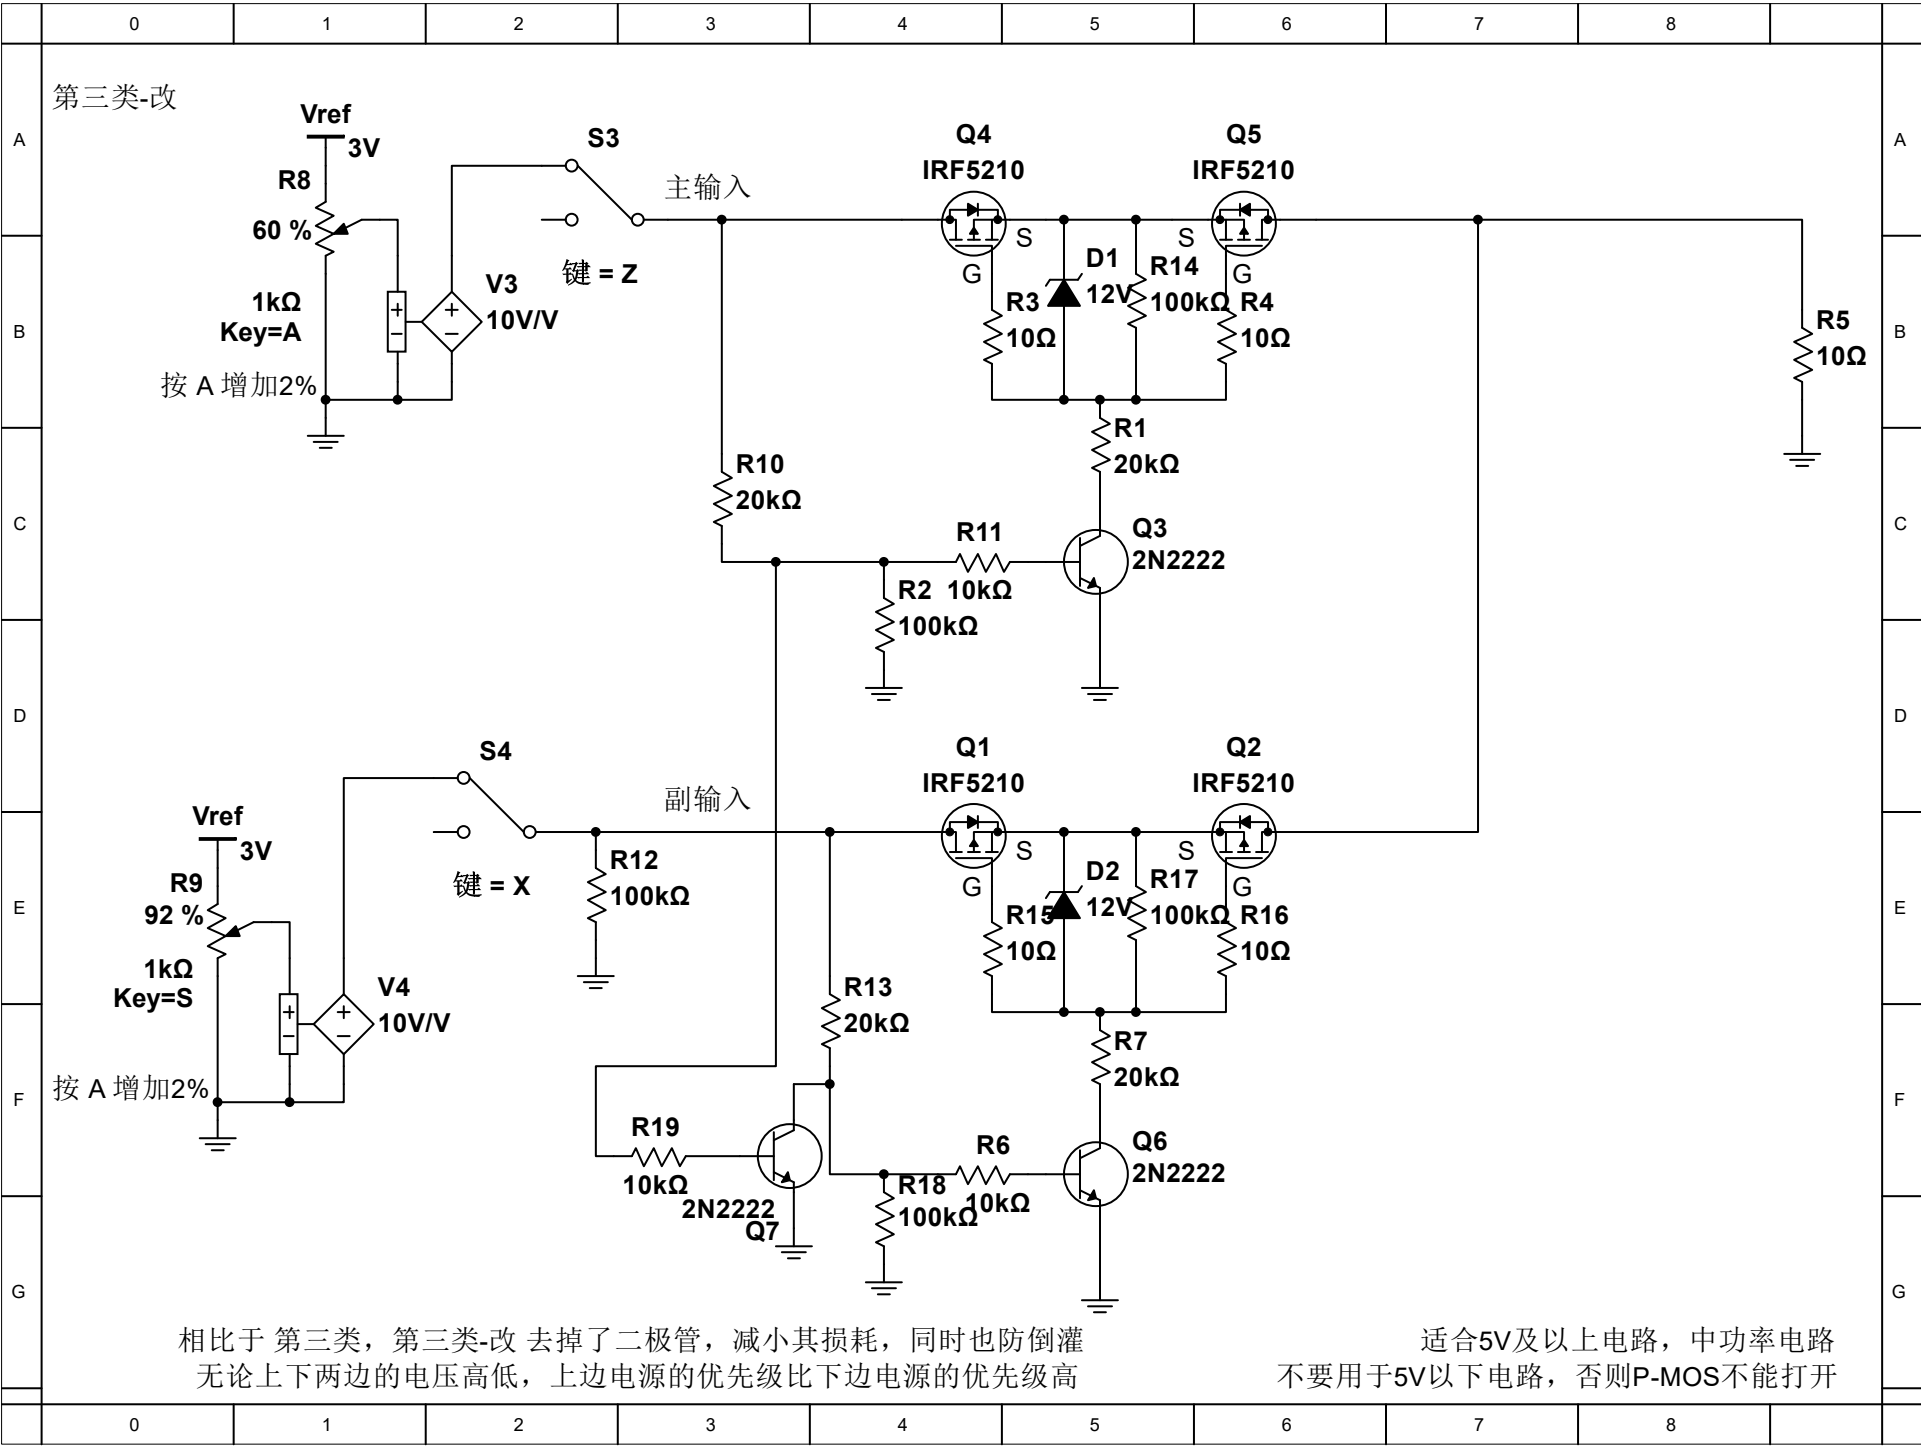 0 1 2 3 4 5 6 7 8
第三类-改
A
A
Vref
3V
R8
60 %
1kΩ
Key=A
按 A 增加2%
V3
10V/V
S3
键 = Z
主输入
Q4
IRF5210
Q5
IRF5210
S
S
G
G
D1
12V
R14
100kΩ
R3
10Ω
R4
10Ω
B
B
R5
10Ω
R1
20kΩ
R10
20kΩ
C
C
R11
10kΩ
Q3
2N2222
R2
100kΩ
D
D
S4
键 = X
副输入
Q1
IRF5210
Q2
IRF5210
Vref
3V
R9
92 %
1kΩ
Key=S
按 A 增加2%
V4
10V/V
R12
100kΩ
S
S
G
G
D2
12V
R17
100kΩ
R15
10Ω
R16
10Ω
E
E
R13
20kΩ
R7
20kΩ
F
F
R19
10kΩ
2N2222
Q7
R6
10kΩ
R18
100kΩ
Q6
2N2222
G
G
相比于 第三类，第三类-改 去掉了二极管，减小其损耗，同时也防倒灌
无论上下两边的电压高低，上边电源的优先级比下边电源的优先级高
适合5V及以上电路，中功率电路
不要用于5V以下电路，否则P-MOS不能打开
0 1 2 3 4 5 6 7 8